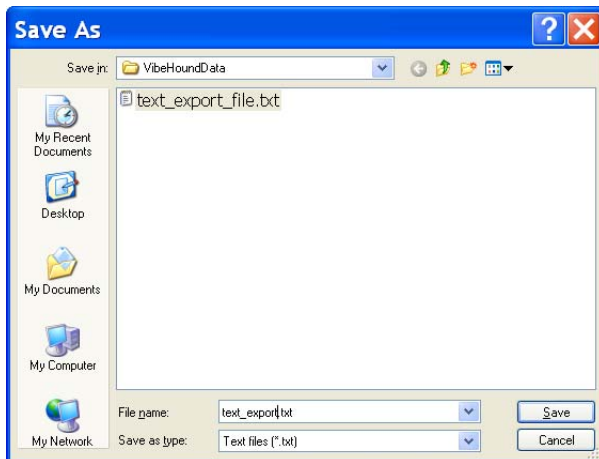 Save As
Save in:
VibeHoundData
text_export_file.txt
My Recent
Documents
Desktop
My Documents
My Computer
My Network
File name:
text_export.txt
Save
Save as type:
Text files (*.txt)
Cancel